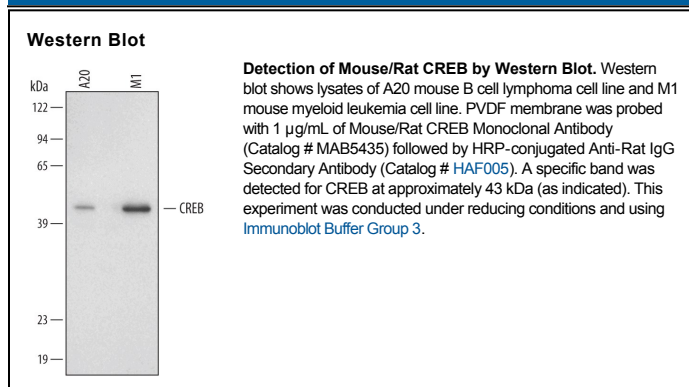 Western Blot
kDa
A20
M1
122
94
65
39
23
19
CREB
Detection of Mouse/Rat CREB by Western Blot. Western
blot shows lysates of A20 mouse B cell lymphoma cell line and M1
mouse myeloid leukemia cell line. PVDF membrane was probed
with 1 µg/mL of Mouse/Rat CREB Monoclonal Antibody
(Catalog # MAB5435) followed by HRP-conjugated Anti-Rat IgG
Secondary Antibody (Catalog # HAF005). A specific band was
detected for CREB at approximately 43 kDa (as indicated). This
experiment was conducted under reducing conditions and using
Immunoblot Buffer Group 3.